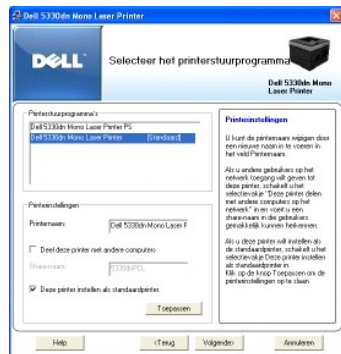 Dell 5330dn Mono Laser Printer
DELL
Selecteer het printerstuurprogramma
Dell 5330dn Mono
Laser Printer
Printerstuurprogramma's
Dell 5330dn Mono Laser Printer PS
Dell 5330dn Mono Laser Printer [Standaard]
Printerinstellingen
Printernaam:
Dell 5330dn Mono Laser F
Deel deze printer met andere computers
Share-naam:
5330dnPCL
Deze printer instellen als standaardprinter.
Toepassen
Printerinstellingen
U kunt de printernaam wijzigen door
een nieuwe naam in te voeren in
het veld Printernaam.
Als u andere gebruikers op het
netwerk toegang wilt geven tot
deze printer, schakelt u het
selectievakje "Deze printer delen
met andere computers op het
netwerk" in en voert u een
share-naam in die gebruikers
gemakkelijk kunnen herkennen.
Als u deze printer wilt instellen als
de standaardprinter, schakelt u het
selectievakje Deze printer instellen
als standaardprinter in.
Klik op de knop Toepassen om de
printerinstellingen op te slaan
Help
<Terug
Volgende>
Annuleren